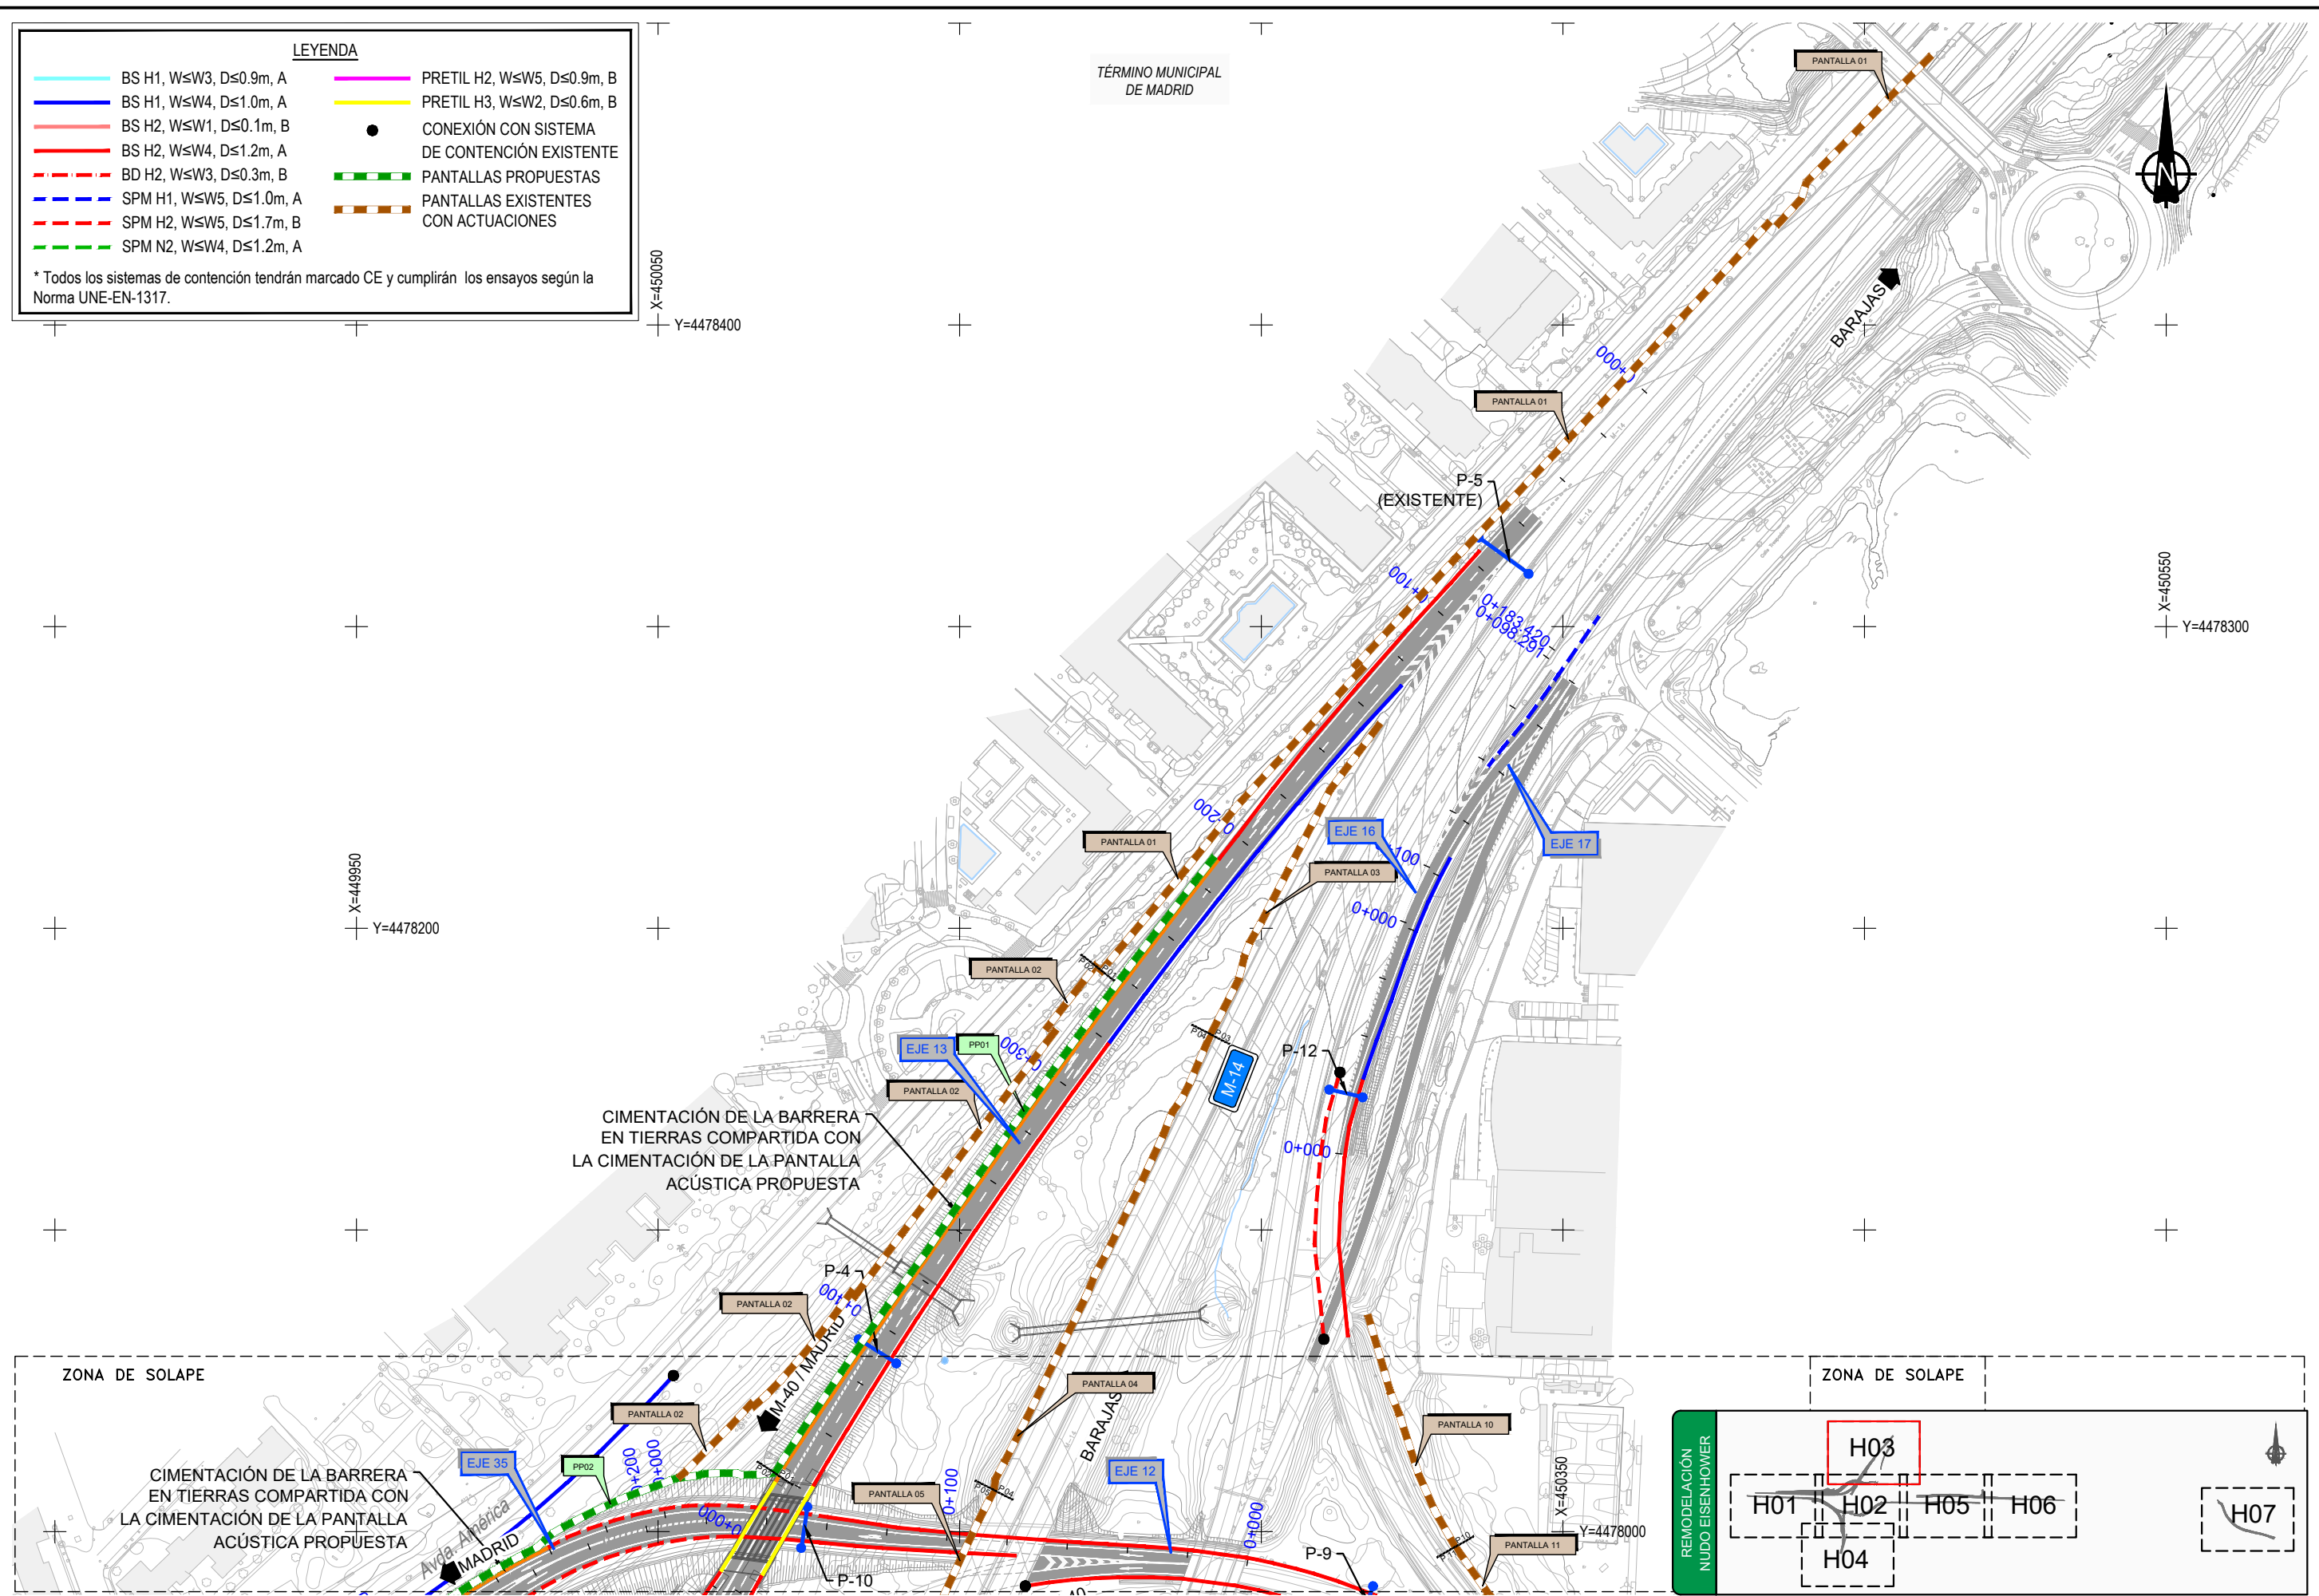 LEYENDA
BS H1, W≤W3, D≤0.9m, A
BS H1, W≤W4, D≤1.0m, A
BS H2, W≤W1, D≤0.1m, B
BS H2, W≤W4, D≤1.2m, A
BD H2, W≤W3, D≤0.3m, B
SPM H1, W≤W5, D≤1.0m, A
SPM H2, W≤W5, D≤1.7m, B
SPM N2, W≤W4, D≤1.2m, A
PRETIL H2, W≤W5, D≤0.9m, B
PRETIL H3, W≤W2, D≤0.6m, B
CONEXIÓN CON SISTEMA
DE CONTENCIÓN EXISTENTE
PANTALLAS PROPUESTAS
PANTALLAS EXISTENTES
CON ACTUACIONES
* Todos los sistemas de contención tendrán marcado CE y cumplirán los ensayos según la
Norma UNE-EN-1317.
TÉRMINO MUNICIPAL
DE MADRID
PANTALLA 01
N
X=450050
Y=4478400
BARAJAS
PANTALLA 01
P-5
(EXISTENTE)
X=450550
Y=4478300
0+183.420
0+098.291
PANTALLA 01
EJE 16
EJE 17
PANTALLA 03
X=449950
Y=4478200
0+000
PANTALLA 02
P02
P01
EJE 13
PP01
PANTALLA 02
P04
P03
M-14
P-12
CIMENTACIÓN DE LA BARRERA
EN TIERRAS COMPARTIDA CON
LA CIMENTACIÓN DE LA PANTALLA
ACÚSTICA PROPUESTA
0+000
P-4
0+100
PANTALLA 02
M-40 / MADRID
ZONA DE SOLAPE
ZONA DE SOLAPE
PANTALLA 02
PANTALLA 04
BARAJAS
PANTALLA 10
EJE 35
PP02
EJE 12
CIMENTACIÓN DE LA BARRERA
EN TIERRAS COMPARTIDA CON
LA CIMENTACIÓN DE LA PANTALLA
ACÚSTICA PROPUESTA
Avda. América
MADRID
PANTALLA 05
0+100
P05
P04
0+000
P-10
P-9
PANTALLA 11
X=450350
Y=4478000
REMODELACIÓN
NUDO EISENHOWER
H03
H01
H02
H05
H06
H04
H07